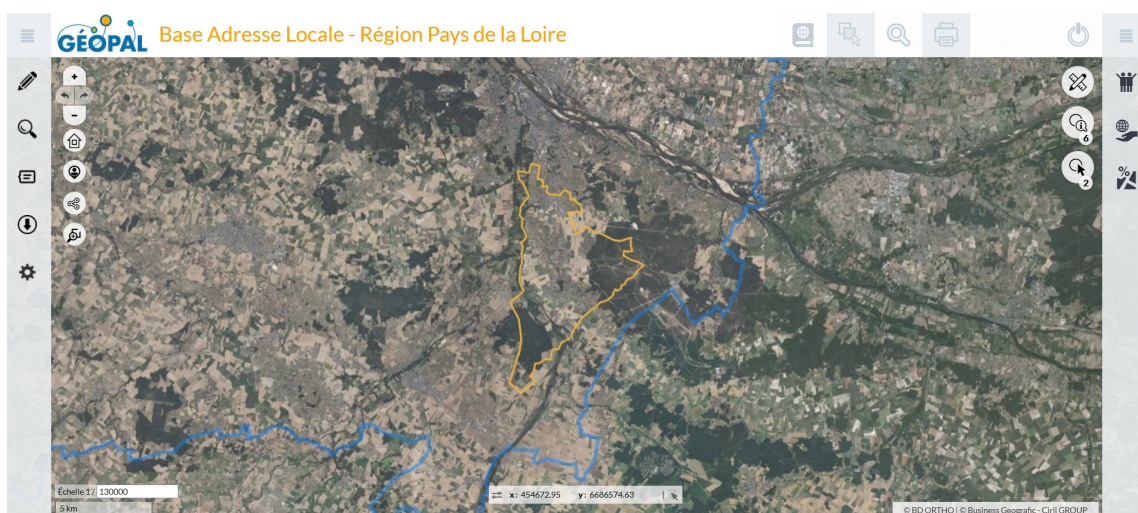 GÉOPAL
Base Adresse Locale - Région Pays de la Loire
6
2
%
Échelle 1/ 130000
5 km
x: 454672.95 y: 6686574.63
© BD ORTHO | © Business Geografic - Ciril GROUP